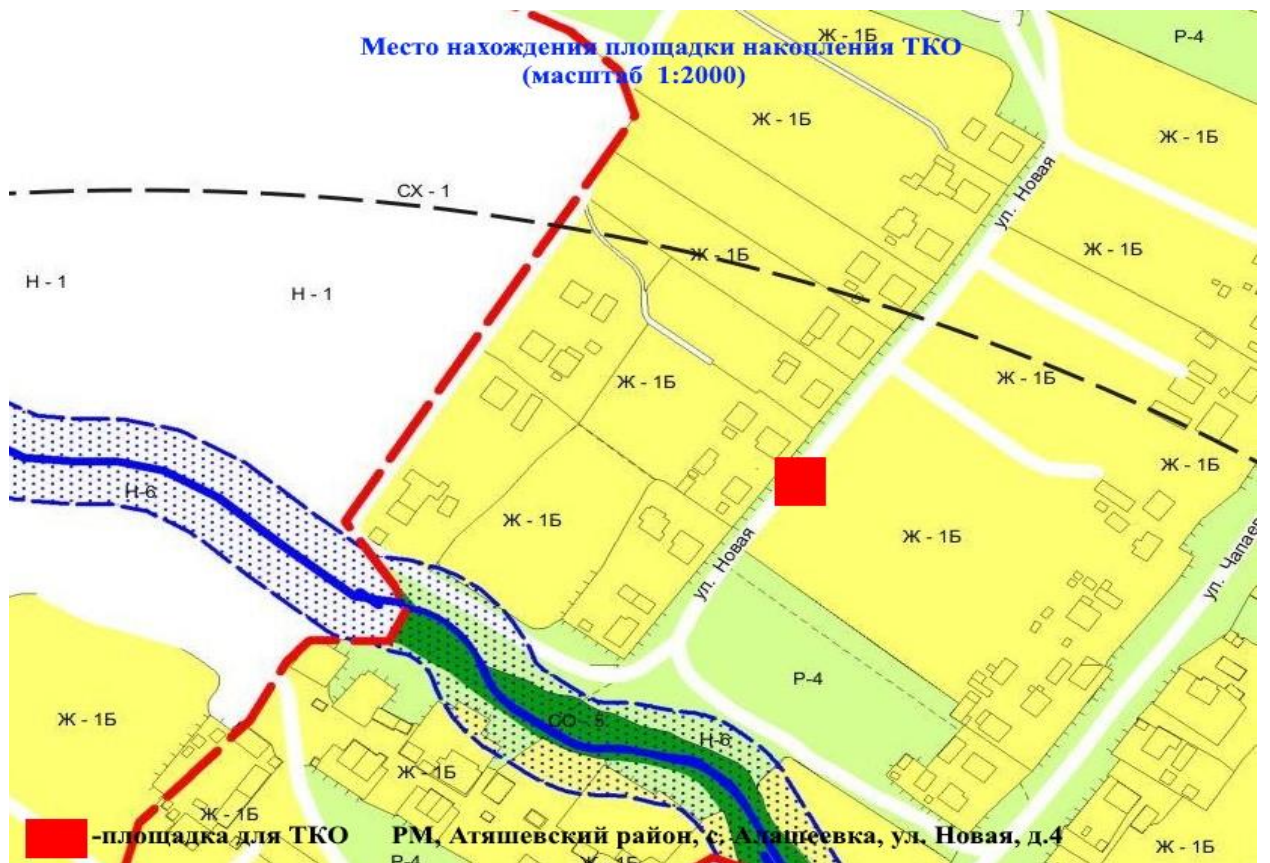 Место нахождения площадки накопления ТКО
(масштаб 1:2000)
Ж - 1Б
Р-4
Ж - 1Б
Ж - 1Б
СХ - 1
ул. Новая
Ж - 1Б
Ж - 1Б
Н - 1
Н - 1
Ж - 1Б
Ж - 1Б
Ж - 1Б
Н-6
Ж - 1Б
Ж - 1Б
ул. Новая
ул. Чапаев
Р-4
Ж - 1Б
СО - 5
Н-6
Ж - 1Б
Ж - 1Б
-площадка для ТКО РМ, Атяшевский район, с. Алашеевка, ул. Новая, д.4
Ж - 1Б
Р-4
Ж - 1Б